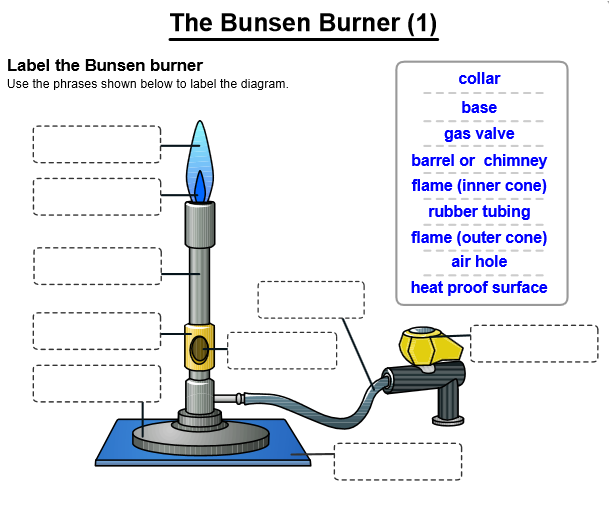 The Bunsen Burner (1)
Label the Bunsen burner
Use the phrases shown below to label the diagram.
collar
base
gas valve
barrel or chimney
flame (inner cone)
rubber tubing
flame (outer cone)
air hole
heat proof surface